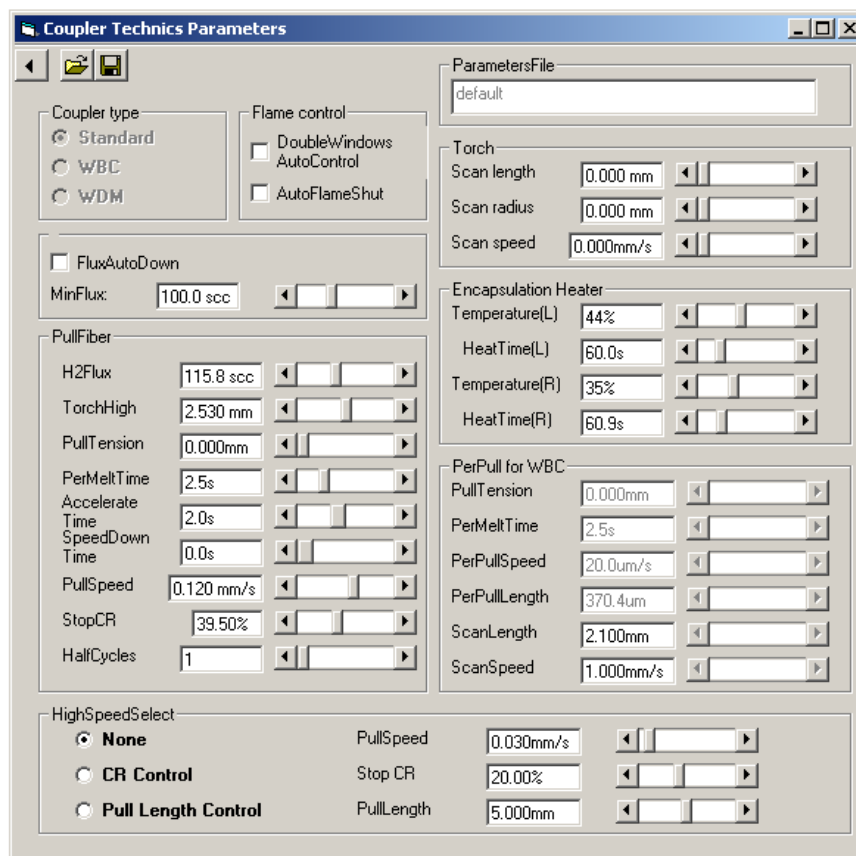 Coupler Technics Parameters
ParametersFile
default
Coupler type
Standard
WBC
WDM
Flame control
DoubleWindows
AutoControl
AutoFlameShut
Torch
Scan length 0.000 mm
Scan radius 0.000 mm
Scan speed 0.000mm/s
FluxAutoDown
MinFlux: 100.0 scc
Encapsulation Heater
Temperature(L) 44%
HeatTime(L) 60.0s
Temperature(R) 35%
HeatTime(R) 60.9s
PullFiber
H2Flux 115.8 scc
TorchHigh 2.530 mm
PullTension 0.000mm
PerMeltTime 2.5s
Accelerate
Time 2.0s
SpeedDown
Time 0.0s
PullSpeed 0.120 mm/s
StopCR 39.50%
HalfCycles 1
PerPull for WBC
PullTension 0.000mm
PerMeltTime 2.5s
PerPullSpeed 20.0um/s
PerPullLength 370.4um
ScanLength 2.100mm
ScanSpeed 1.000mm/s
HighSpeedSelect
None PullSpeed 0.030mm/s
CR Control Stop CR 20.00%
Pull Length Control PullLength 5.000mm